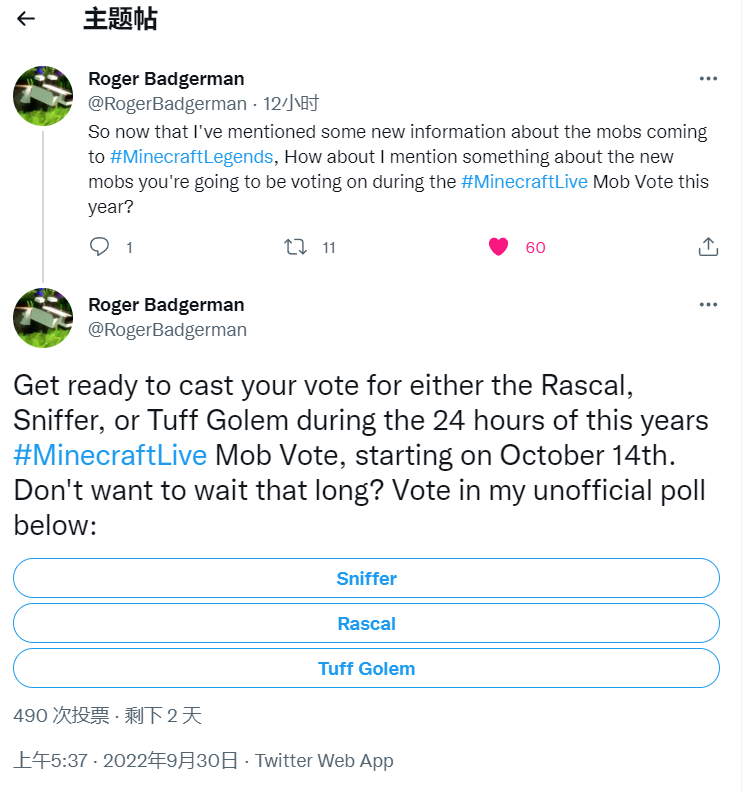 主题帖
Roger Badgerman
@RogerBadgerman · 12小时
So now that I've mentioned some new information about the mobs coming
to #MinecraftLegends, How about I mention something about the new
mobs you're going to be voting on during the #MinecraftLive Mob Vote this
year?
1 11 60
Roger Badgerman
@RogerBadgerman
Get ready to cast your vote for either the Rascal,
Sniffer, or Tuff Golem during the 24 hours of this years
#MinecraftLive Mob Vote, starting on October 14th.
Don't want to wait that long? Vote in my unofficial poll
below:
Sniffer
Rascal
Tuff Golem
490 次投票 · 剩下 2 天
上午5:37 · 2022年9月30日 · Twitter Web App